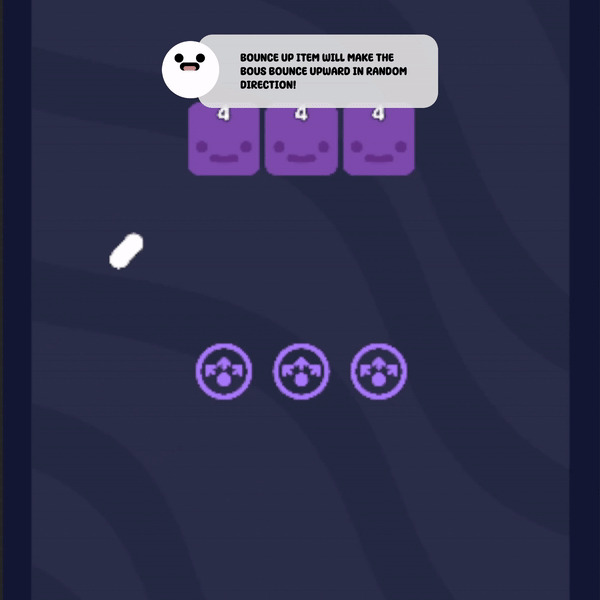 BOUNCE UP ITEM WILL MAKE THE
BOUS BOUNCE UPWARD IN RANDOM
DIRECTION!
4 4 4